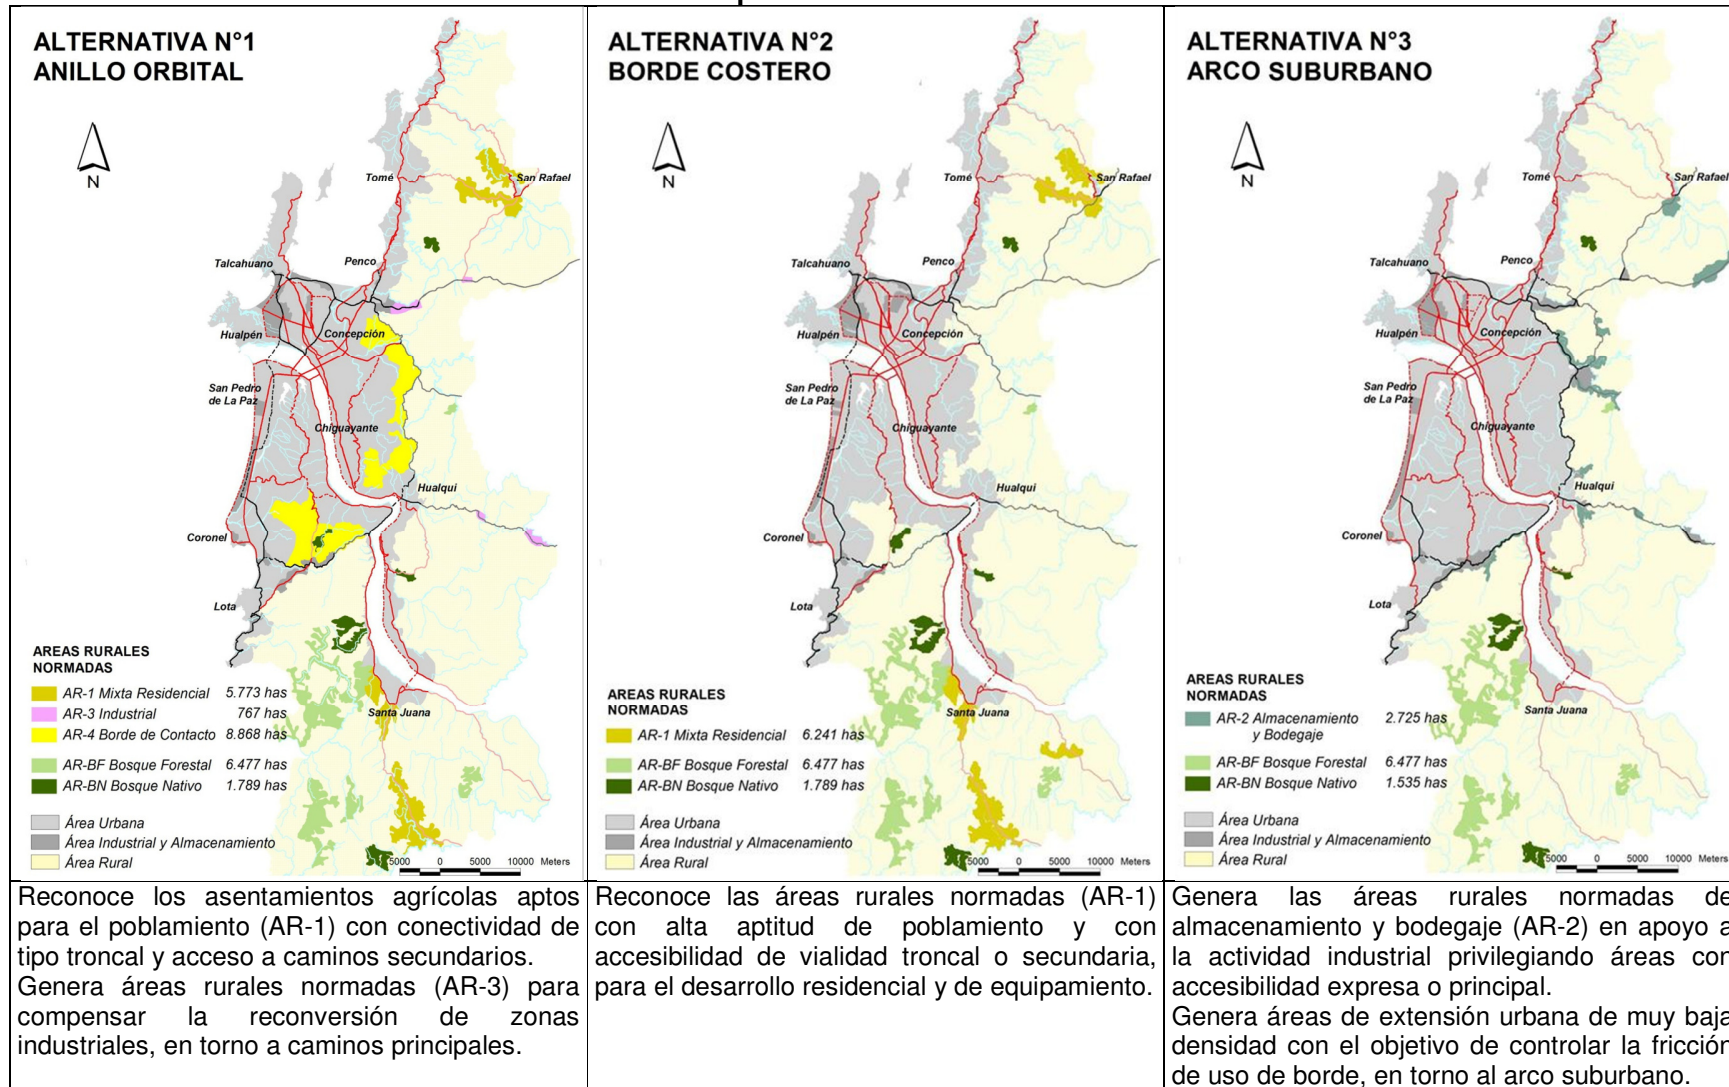 ALTERNATIVA N°1
ANILLO ORBITAL
N
Tomé
San Rafael
Talcahuano
Penco
Hualpén
Concepción
San Pedro
de La Paz
Chiguayante
Hualqui
Coronel
Lota
Santa Juana
AREAS RURALES
NORMADAS
AR-1 Mixta Residencial 5.773 has
AR-3 Industrial 767 has
AR-4 Borde de Contacto 8.868 has
AR-BF Bosque Forestal 6.477 has
AR-BN Bosque Nativo 1.789 has
Área Urbana
Área Industrial y Almacenamiento
Área Rural
5000 0 5000 10000 Meters
Reconoce los asentamientos agrícolas aptos
para el poblamiento (AR-1) con conectividad de
tipo troncal y acceso a caminos secundarios.
Genera áreas rurales normadas (AR-3) para
compensar la reconversión de zonas
industriales, en torno a caminos principales.
ALTERNATIVA N°2
BORDE COSTERO
N
Tomé
San Rafael
Talcahuano
Penco
Hualpén
Concepción
San Pedro
de La Paz
Chiguayante
Hualqui
Coronel
Lota
Santa Juana
AREAS RURALES
NORMADAS
AR-1 Mixta Residencial 6.241 has
AR-BF Bosque Forestal 6.477 has
AR-BN Bosque Nativo 1.789 has
Área Urbana
Área Industrial y Almacenamiento
Área Rural
5000 0 5000 10000 Meters
Reconoce las áreas rurales normadas (AR-1)
con alta aptitud de poblamiento y con
accesibilidad de vialidad troncal o secundaria,
para el desarrollo residencial y de equipamiento.
ALTERNATIVA N°3
ARCO SUBURBANO
N
Tomé
San Rafael
Talcahuano
Penco
Hualpén
Concepción
San Pedro
de La Paz
Chiguayante
Hualqui
Coronel
Lota
Santa Juana
AREAS RURALES
NORMADAS
AR-2 Almacenamiento 2.725 has
y Bodegaje
AR-BF Bosque Forestal 6.477 has
AR-BN Bosque Nativo 1.535 has
Área Urbana
Área Industrial y Almacenamiento
Área Rural
5000 0 5000 10000 Meters
Genera las áreas rurales normadas de
almacenamiento y bodegaje (AR-2) en apoyo a
la actividad industrial privilegiando áreas con
accesibilidad expresa o principal.
Genera áreas de extensión urbana de muy baja
densidad con el objetivo de controlar la fricción
de uso de borde, en torno al arco suburbano.